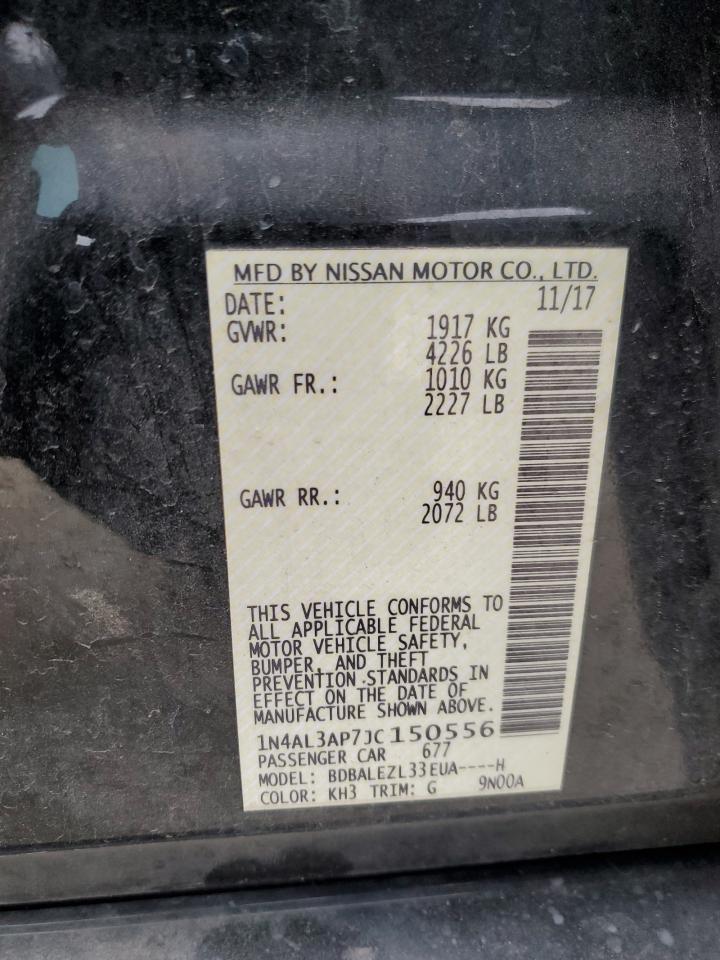 MFD BY NISSAN MOTOR CO., LTD.
DATE: 11/17
GVWR: 1917 KG
4226 LB
GAWR FR.: 1010 KG
2227 LB
GAWR RR.: 940 KG
2072 LB
THIS VEHICLE CONFORMS TO
ALL APPLICABLE FEDERAL
MOTOR VEHICLE SAFETY,
BUMPER, AND THEFT
PREVENTION STANDARDS IN
EFFECT ON THE DATE OF
MANUFACTURE SHOWN ABOVE.
1N4AL3AP7JC150556
PASSENGER CAR 677
MODEL: BDBALEZL33EUA----H
COLOR: KH3 TRIM: G 9N00A